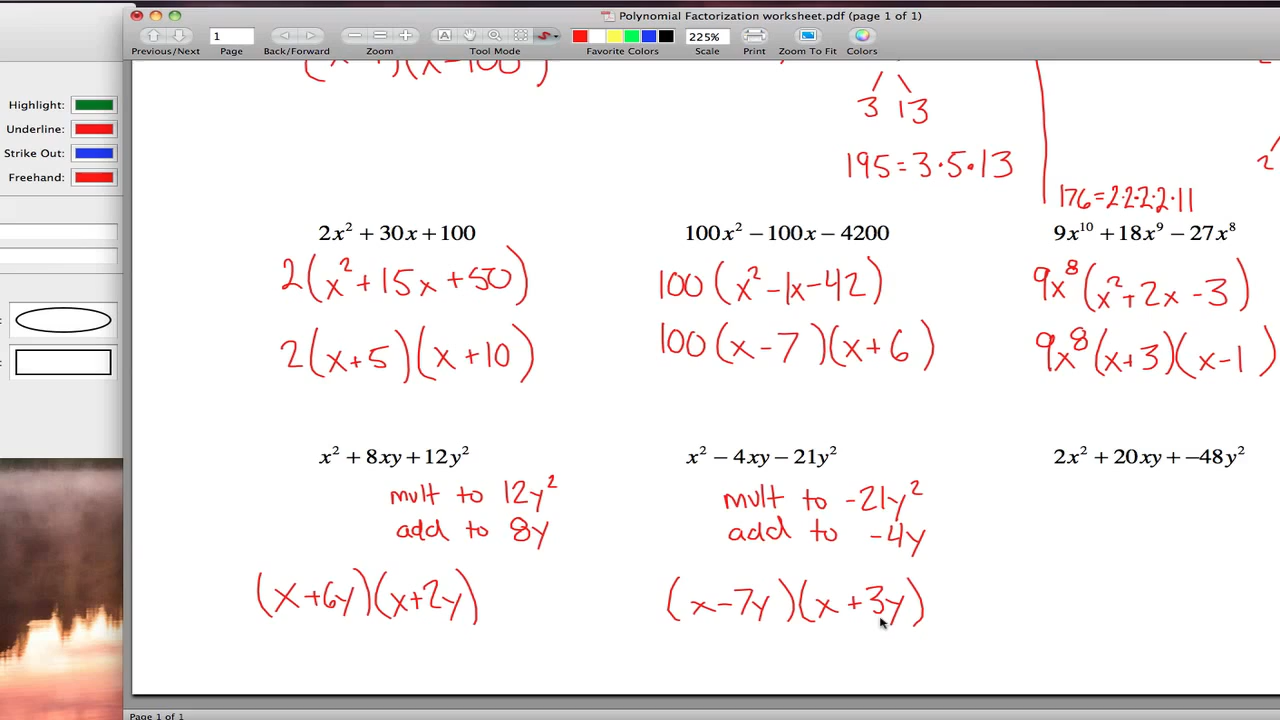 Polynomial Factorization worksheet.pdf (page 1 of 1)
1
225%
Previous/Next Page Back/Forward Zoom Tool Mode Favorite Colors Scale Print Zoom To Fit Colors
Highlight:
Underline:
Strike Out:
Freehand:
3 13
195=3·5·13
2
176=2·2·2·2·11
2x² + 30x + 100
2(x²+15x+50)
2(x+5)(x+10)
100x² − 100x − 4200
100(x²-1x-42)
100(x-7)(x+6)
9x¹⁰ + 18x⁹ − 27x⁸
9x⁸(x²+2x-3)
9x⁸(x+3)(x-1)
x² + 8xy + 12y²
mult to 12y²
add to 8y
(x+6y)(x+2y)
x² − 4xy − 21y²
mult to -21y²
add to -4y
(x-7y)(x+3y)
2x² + 20xy + −48y²
Page 1 of 1